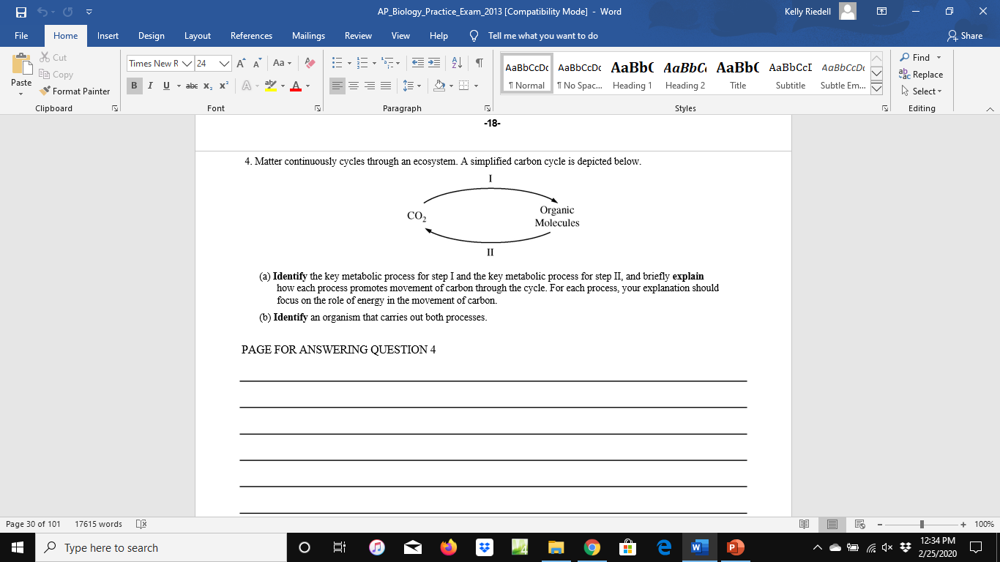 AP_Biology_Practice_Exam_2013 [Compatibility Mode] - Word
Kelly Riedell
File Home Insert Design Layout References Mailings Review View Help Tell me what you want to do Share
Paste
Cut
Copy
Format Painter
Clipboard
Times New R 24
Aa
B I U abc x₂ x²
Font
Paragraph
AaBbCcDc AaBbCcDc AaBbC AaBbCc AaBbC AaBbCcI AaBbCcDc
¶ Normal ¶ No Spac... Heading 1 Heading 2 Title Subtitle Subtle Em...
Styles
Find
Replace
Select
Editing
-18-
4. Matter continuously cycles through an ecosystem. A simplified carbon cycle is depicted below.
I
CO₂
Organic
Molecules
II
(a) Identify the key metabolic process for step I and the key metabolic process for step II, and briefly explain
how each process promotes movement of carbon through the cycle. For each process, your explanation should
focus on the role of energy in the movement of carbon.
(b) Identify an organism that carries out both processes.
PAGE FOR ANSWERING QUESTION 4
Page 30 of 101 17615 words
100%
Type here to search
12:34 PM
2/25/2020